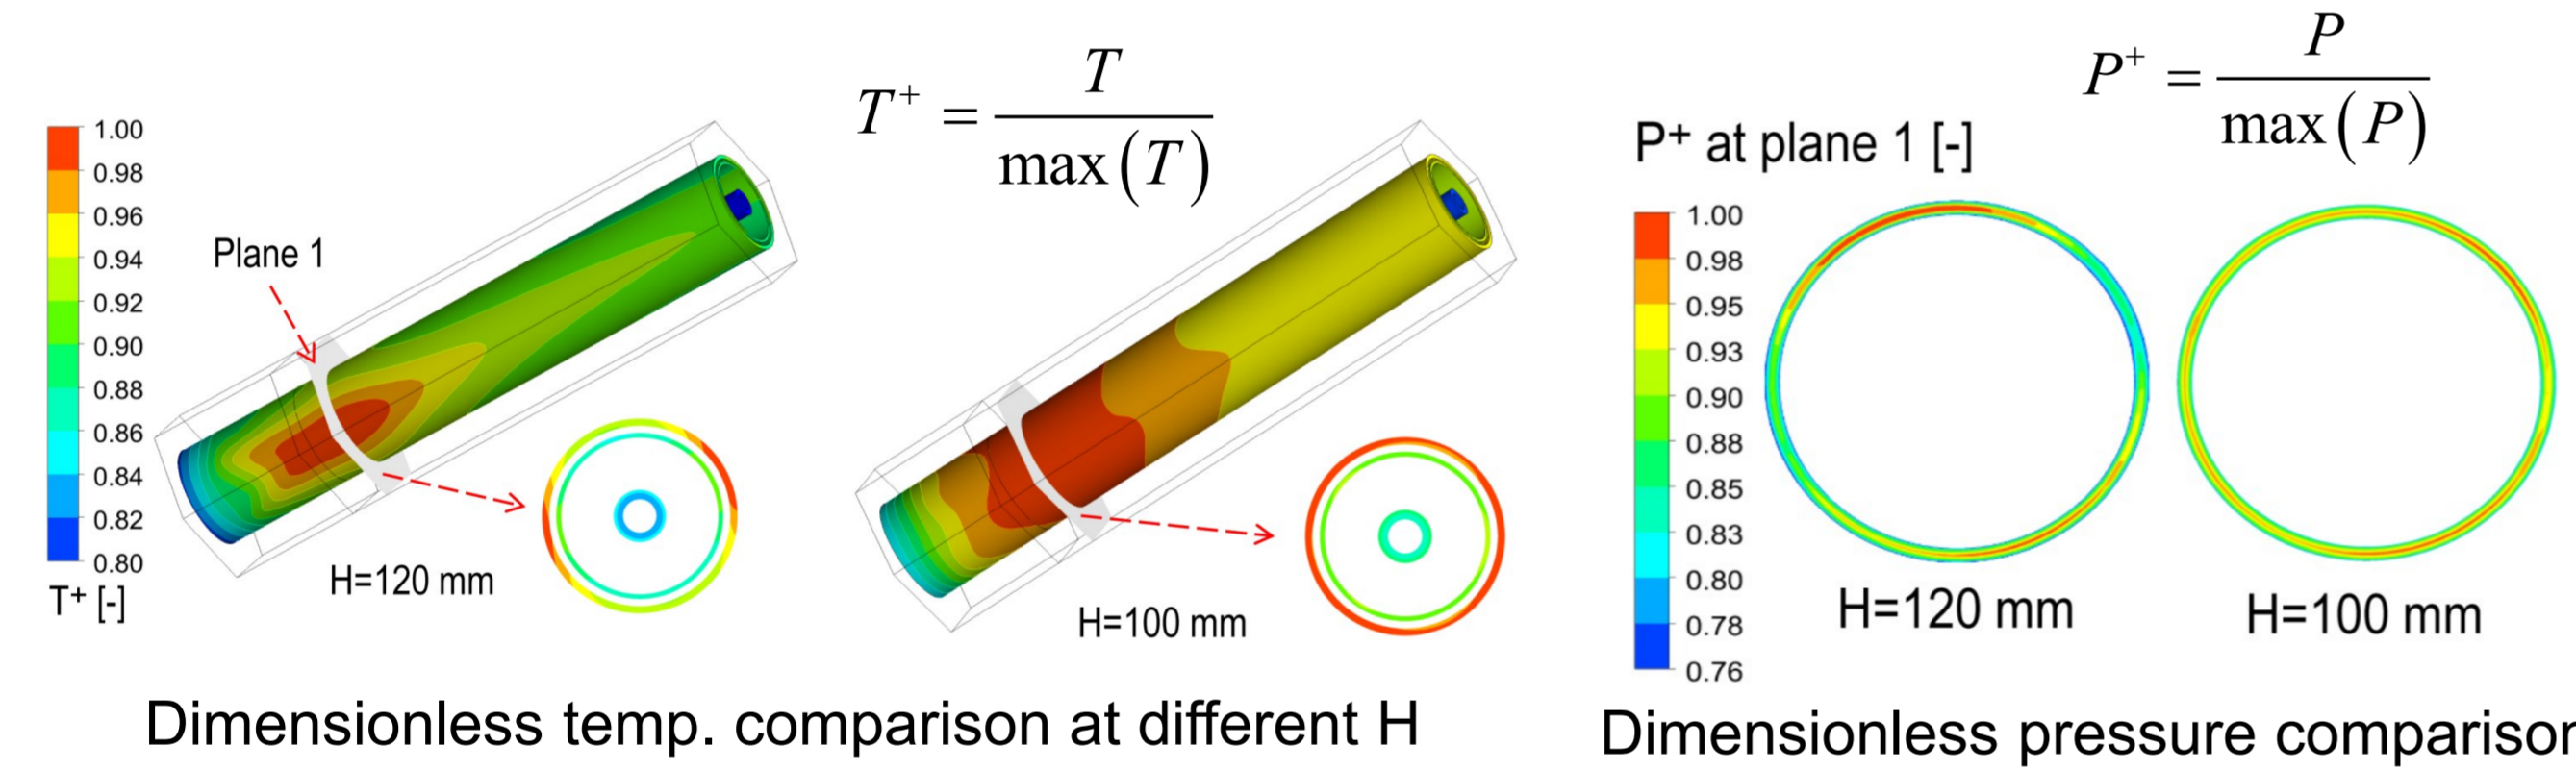 T⁺ = T / max(T)
P⁺ = P / max(P)
1.00
0.98
0.96
0.94
0.92
0.90
0.88
0.86
0.84
0.82
0.80
T⁺ [-]
Plane 1
H=120 mm
H=100 mm
Dimensionless temp. comparison at different H
P⁺ at plane 1 [-]
1.00
0.98
0.95
0.93
0.90
0.88
0.85
0.83
0.80
0.78
0.76
H=120 mm
H=100 mm
Dimensionless pressure comparison